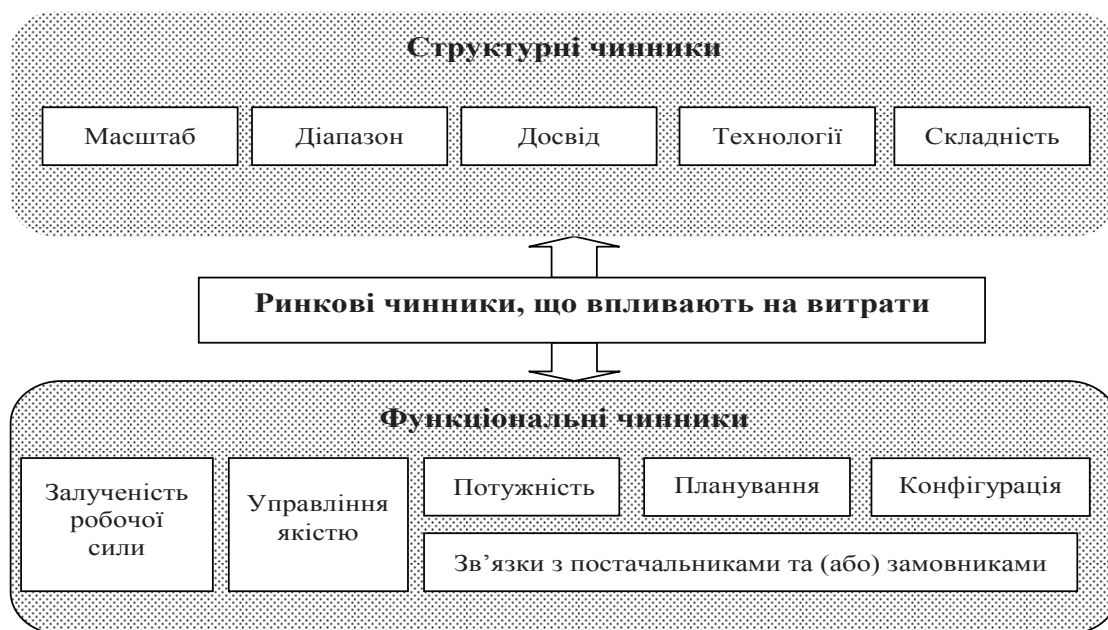 Структурні чинники
Масштаб
Діапазон
Досвід
Технології
Складність
Ринкові чинники, що впливають на витрати
Функціональні чинники
Залученість
робочої
сили
Управління
якістю
Потужність
Планування
Конфігурація
Зв’язки з постачальниками та (або) замовниками